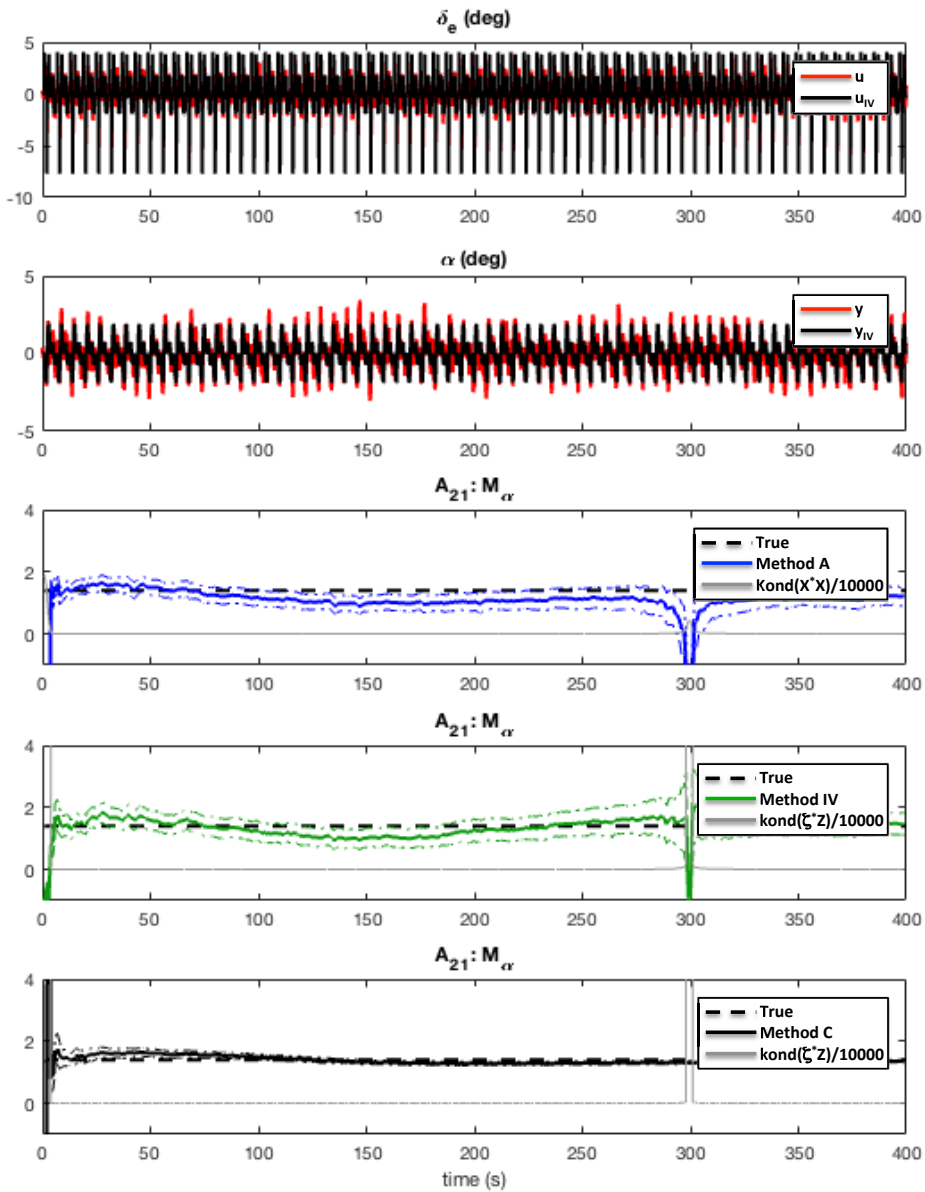 δe (deg)
5
0
-5
-10
u
uIV
0 50 100 150 200 250 300 350 400
α (deg)
5
0
-5
y
yIV
0 50 100 150 200 250 300 350 400
A21: Mα
4
2
0
True
Method A
Kond(X*X)/10000
0 50 100 150 200 250 300 350 400
A21: Mα
4
2
0
True
Method IV
kond(ζ*Z)/10000
0 50 100 150 200 250 300 350 400
A21: Mα
4
2
0
True
Method C
kond(ζ*Z)/10000
0 50 100 150 200 250 300 350 400
time (s)